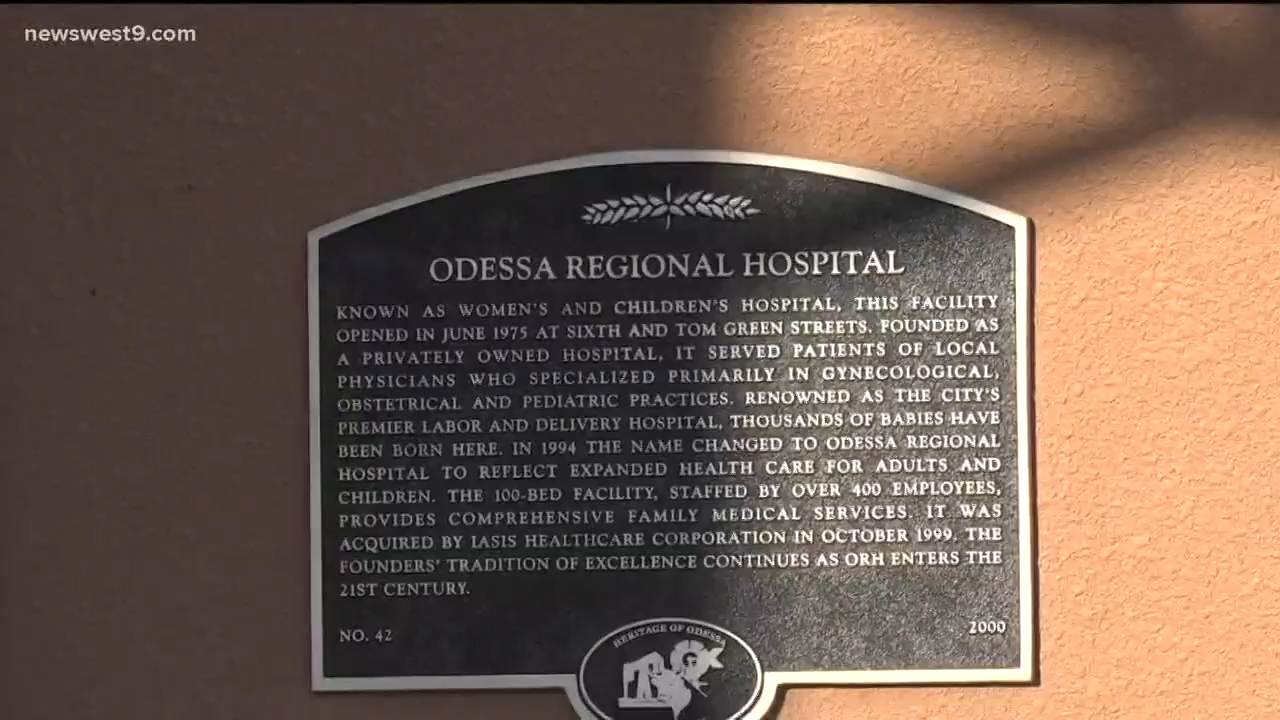 newswest9.com
ODESSA REGIONAL HOSPITAL
KNOWN AS WOMEN'S AND CHILDREN'S HOSPITAL, THIS FACILITY
OPENED IN JUNE 1975 AT SIXTH AND TOM GREEN STREETS. FOUNDED AS
A PRIVATELY OWNED HOSPITAL, IT SERVED PATIENTS OF LOCAL
PHYSICIANS WHO SPECIALIZED PRIMARILY IN GYNECOLOGICAL,
OBSTETRICAL AND PEDIATRIC PRACTICES. RENOWNED AS THE CITY'S
PREMIER LABOR AND DELIVERY HOSPITAL, THOUSANDS OF BABIES HAVE
BEEN BORN HERE. IN 1994 THE NAME CHANGED TO ODESSA REGIONAL
HOSPITAL TO REFLECT EXPANDED HEALTH CARE FOR ADULTS AND
CHILDREN. THE 100-BED FACILITY, STAFFED BY OVER 400 EMPLOYEES,
PROVIDES COMPREHENSIVE FAMILY MEDICAL SERVICES. IT WAS
ACQUIRED BY IASIS HEALTHCARE CORPORATION IN OCTOBER 1999. THE
FOUNDERS' TRADITION OF EXCELLENCE CONTINUES AS ORH ENTERS THE
21ST CENTURY.
NO. 42
2000
HERITAGE OF ODESSA